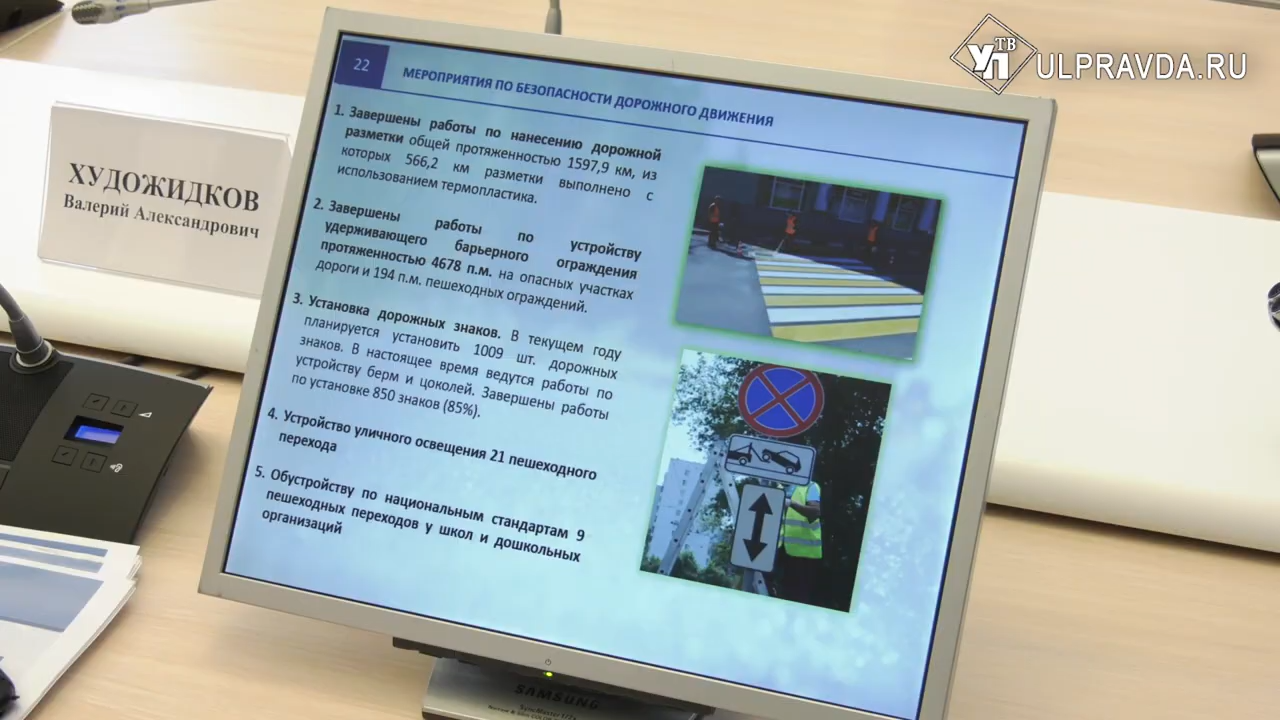 УП ТВ ULPRAVDA.RU
ХУДОЖИДКОВ
Валерий Александрович
22
МЕРОПРИЯТИЯ ПО БЕЗОПАСНОСТИ ДОРОЖНОГО ДВИЖЕНИЯ
1. Завершены работы по нанесению дорожной
разметки общей протяженностью 1597,9 км, из
которых 566,2 км разметки выполнено с
использованием термопластика.
2. Завершены работы по устройству
удерживающего барьерного ограждения
протяженностью 4678 п.м. на опасных участках
дороги и 194 п.м. пешеходных ограждений.
3. Установка дорожных знаков. В текущем году
планируется установить 1009 шт. дорожных
знаков. В настоящее время ведутся работы по
устройству берм и цоколей. Завершены работы
по установке 850 знаков (85%).
4. Устройство уличного освещения 21 пешеходного
перехода
5. Обустройству по национальным стандартам 9
пешеходных переходов у школ и дошкольных
организаций
SAMSUNG